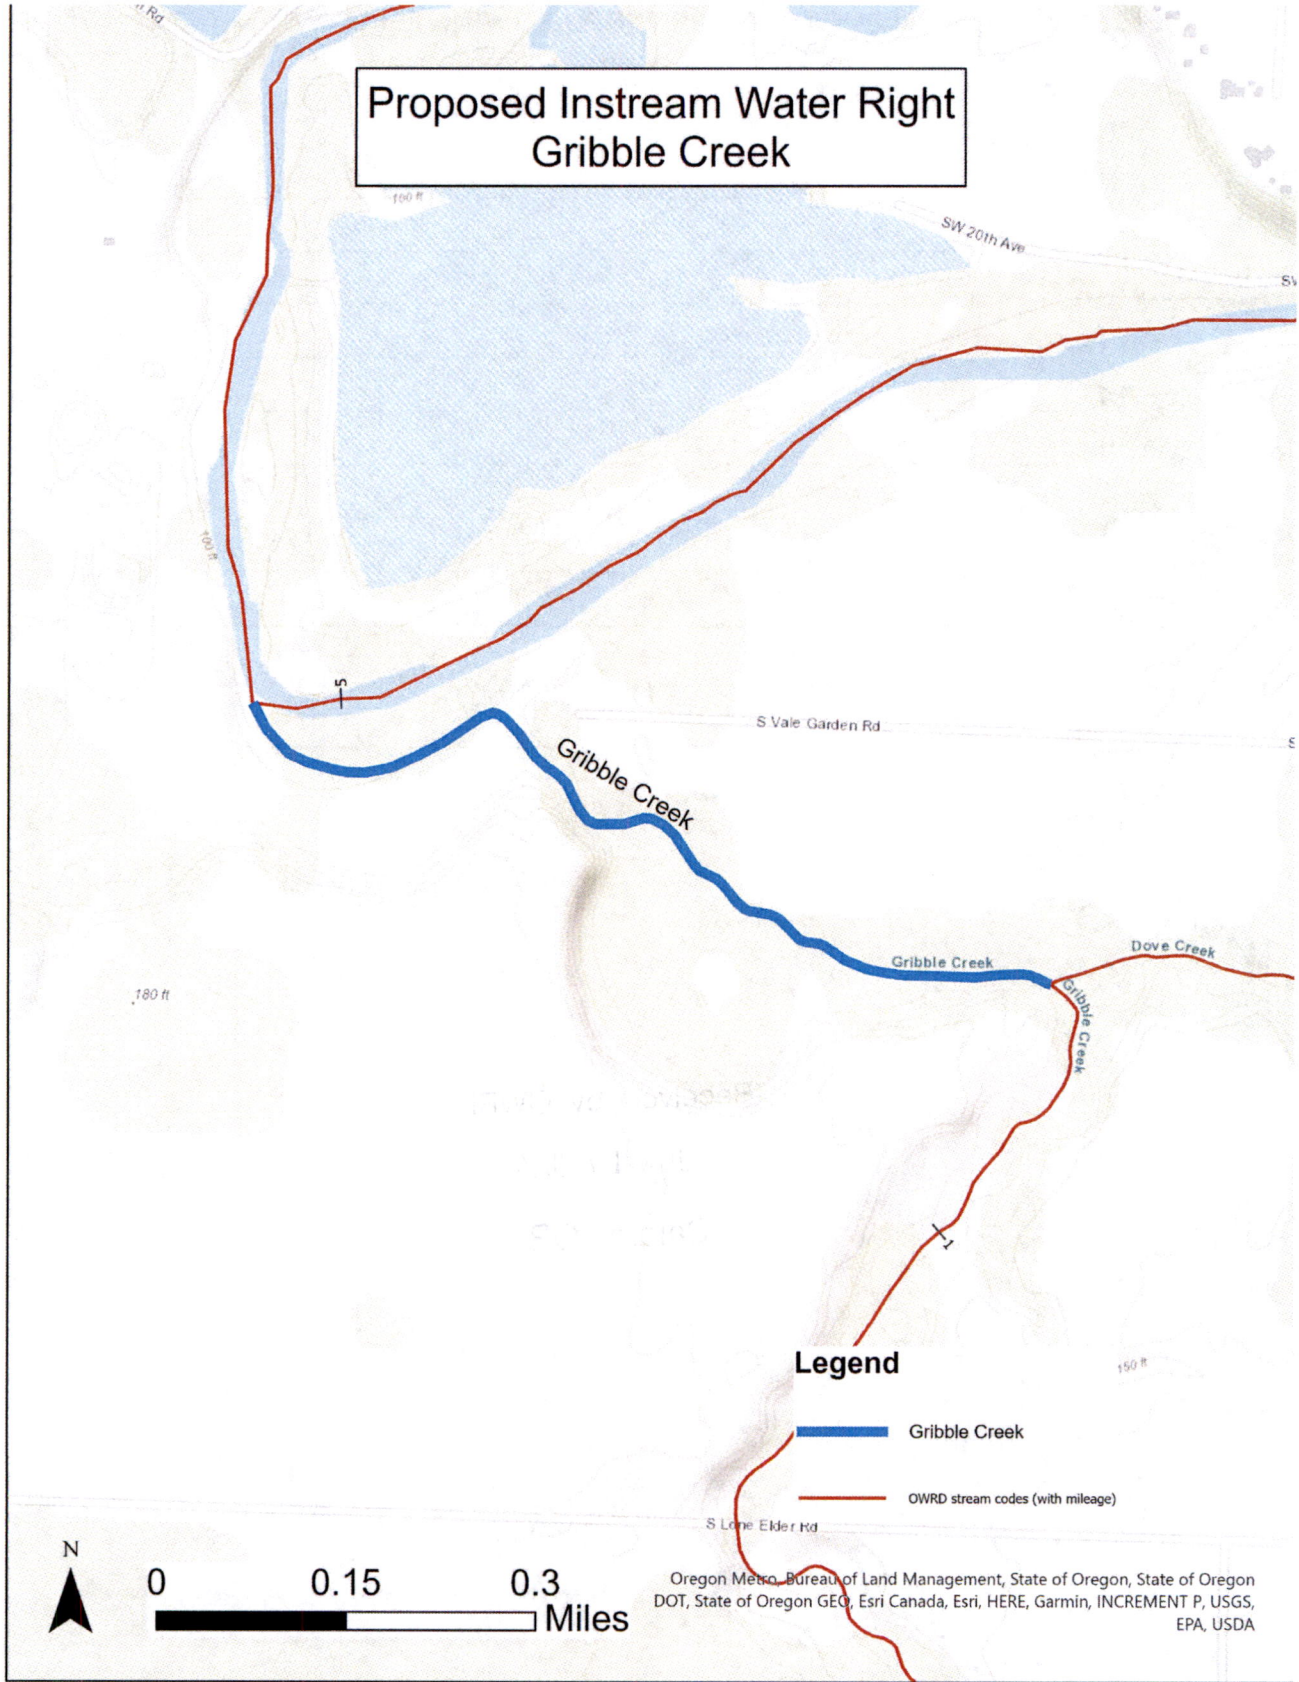 Rd
Proposed Instream Water Right
Gribble Creek
SW 20th Ave
100 ft
5
S Vale Garden Rd
S
Gribble Creek
Dove Creek
Gribble Creek
Gribble Creek
180 ft
1
Legend
150 ft
Gribble Creek
OWRD stream codes (with mileage)
S Lone Elder Rd
N
0 0.15 0.3
Miles
Oregon Metro, Bureau of Land Management, State of Oregon, State of Oregon
DOT, State of Oregon GEO, Esri Canada, Esri, HERE, Garmin, INCREMENT P, USGS,
EPA, USDA